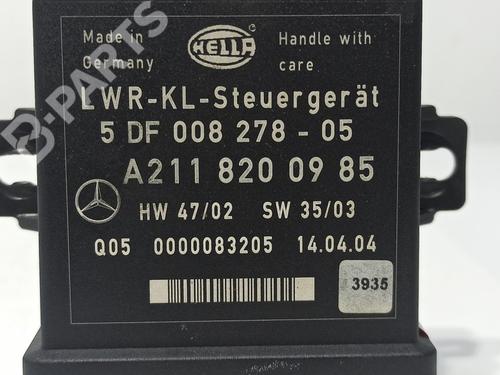 Made in
Germany
HELLA
Handle with
care
B-PARTS
LWR-KL-Steuergerät
5 DF 008 278 - 05
A211 820 09 85
HW 47/02 SW 35/03
Q05 0000083205 14.04.04
3935